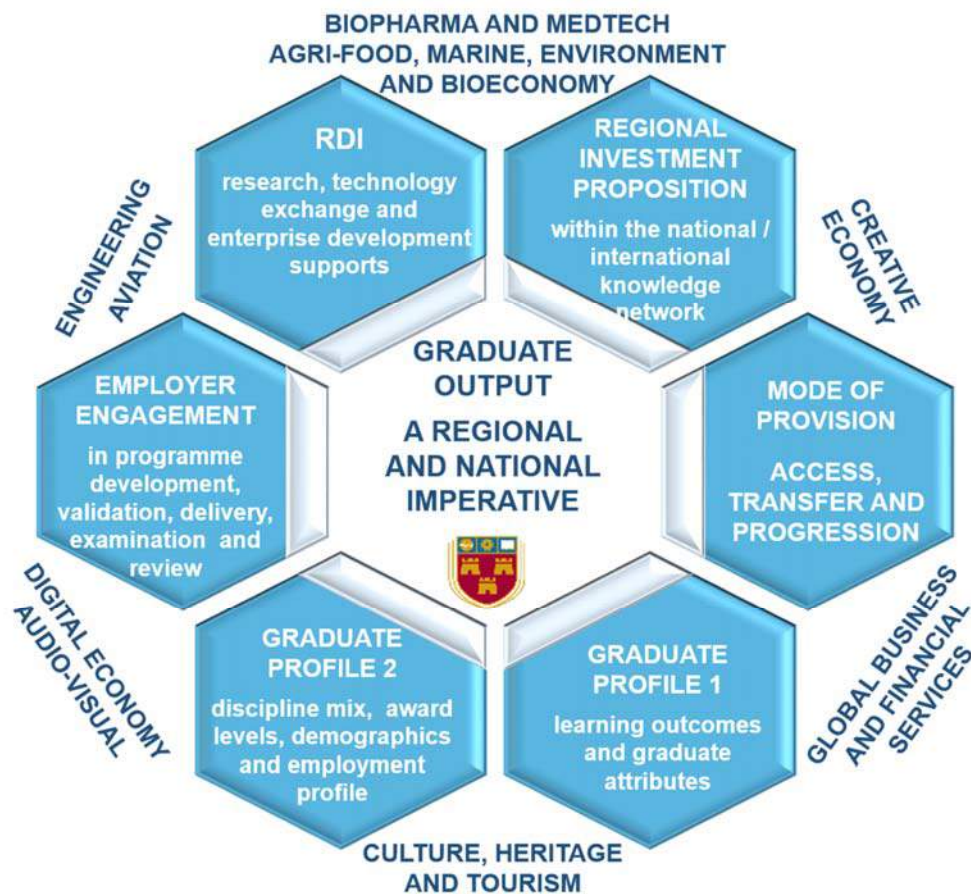 BIOPHARMA AND MEDTECH
AGRI-FOOD, MARINE, ENVIRONMENT
AND BIOECONOMY
RDI
research, technology
exchange and
enterprise development
supports
REGIONAL
INVESTMENT
PROPOSITION
within the national /
international
knowledge
network
ENGINEERING
AVIATION
CREATIVE
ECONOMY
EMPLOYER
ENGAGEMENT
in programme
development,
validation, delivery,
examination and
review
GRADUATE
OUTPUT
A REGIONAL
AND NATIONAL
IMPERATIVE
MODE OF
PROVISION
ACCESS,
TRANSFER AND
PROGRESSION
DIGITAL ECONOMY
AUDIO-VISUAL
GRADUATE
PROFILE 2
discipline mix, award
levels, demographics
and employment
profile
GRADUATE
PROFILE 1
learning outcomes
and graduate
attributes
GLOBAL BUSINESS
AND FINANCIAL
SERVICES
CULTURE, HERITAGE
AND TOURISM